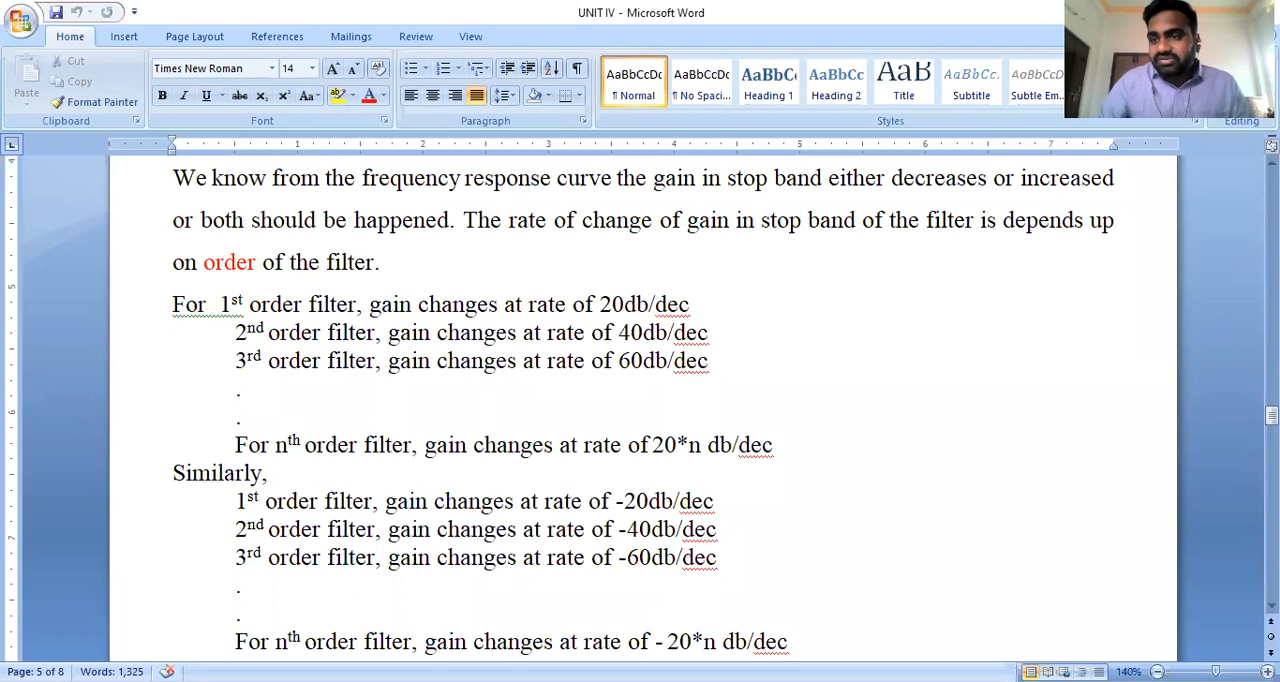 UNIT IV - Microsoft Word
Home Insert Page Layout References Mailings Review View
Paste
Cut
Copy
Format Painter
Clipboard
Times New Roman 14
Font
Paragraph
AaBbCcDc AaBbCcDc AaBbC AaBbCc AaB AaBbCc. AaBbCcDc
¶ Normal ¶ No Spaci... Heading 1 Heading 2 Title Subtitle Subtle Em...
Styles
Editing
1 2 3 4 5 6 7
We know from the frequency response curve the gain in stop band either decreases or increased
or both should be happened. The rate of change of gain in stop band of the filter is depends up
on order of the filter.
For 1st order filter, gain changes at rate of 20db/dec
2nd order filter, gain changes at rate of 40db/dec
3rd order filter, gain changes at rate of 60db/dec
.
.
For nth order filter, gain changes at rate of 20*n db/dec
Similarly,
1st order filter, gain changes at rate of -20db/dec
2nd order filter, gain changes at rate of -40db/dec
3rd order filter, gain changes at rate of -60db/dec
.
.
For nth order filter, gain changes at rate of - 20*n db/dec
Page: 5 of 8 Words: 1,325 140%